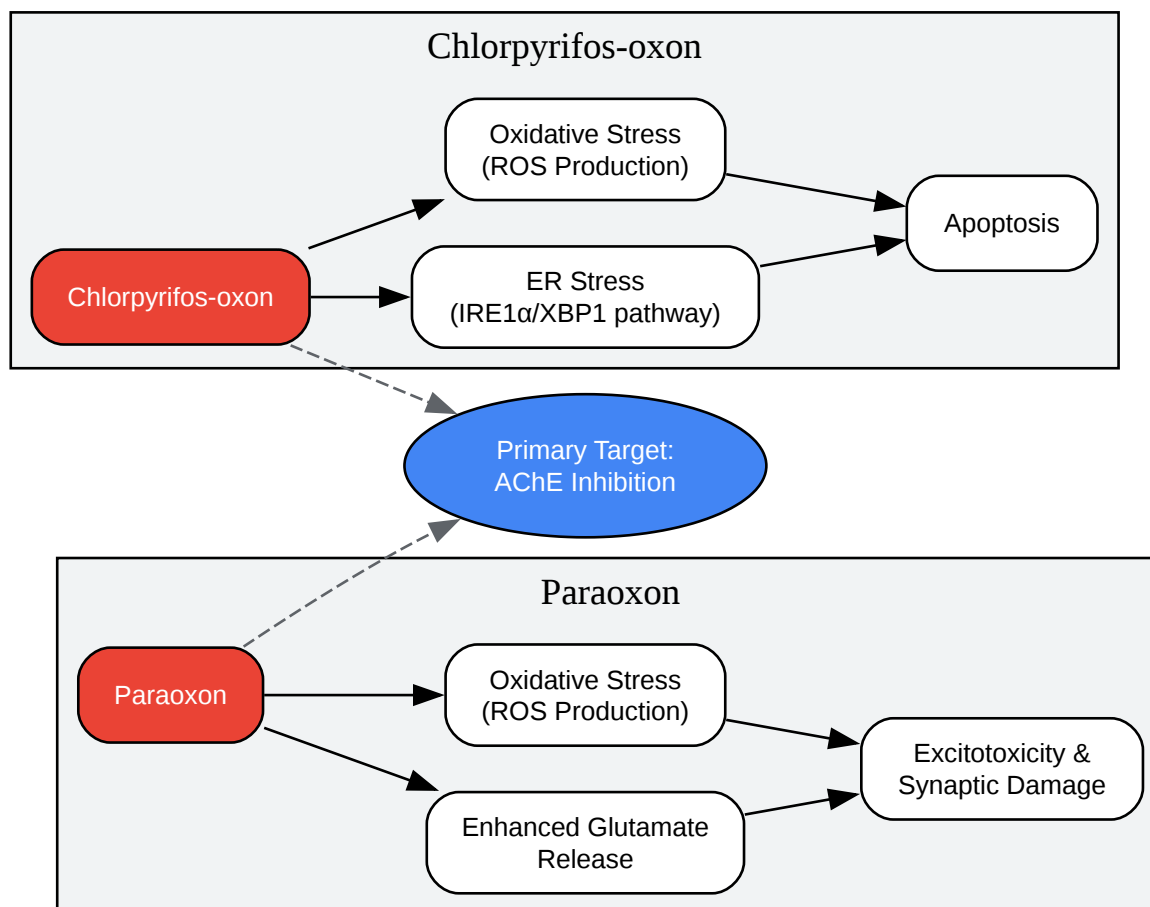 Chlorpyrifos-oxon
Oxidative Stress
(ROS Production)
Apoptosis
Chlorpyrifos-oxon
ER Stress
(IRE1α/XBP1 pathway)
Primary Target:
AChE Inhibition
Paraoxon
Paraoxon
Oxidative Stress
(ROS Production)
Excitotoxicity &
Synaptic Damage
Enhanced Glutamate
Release